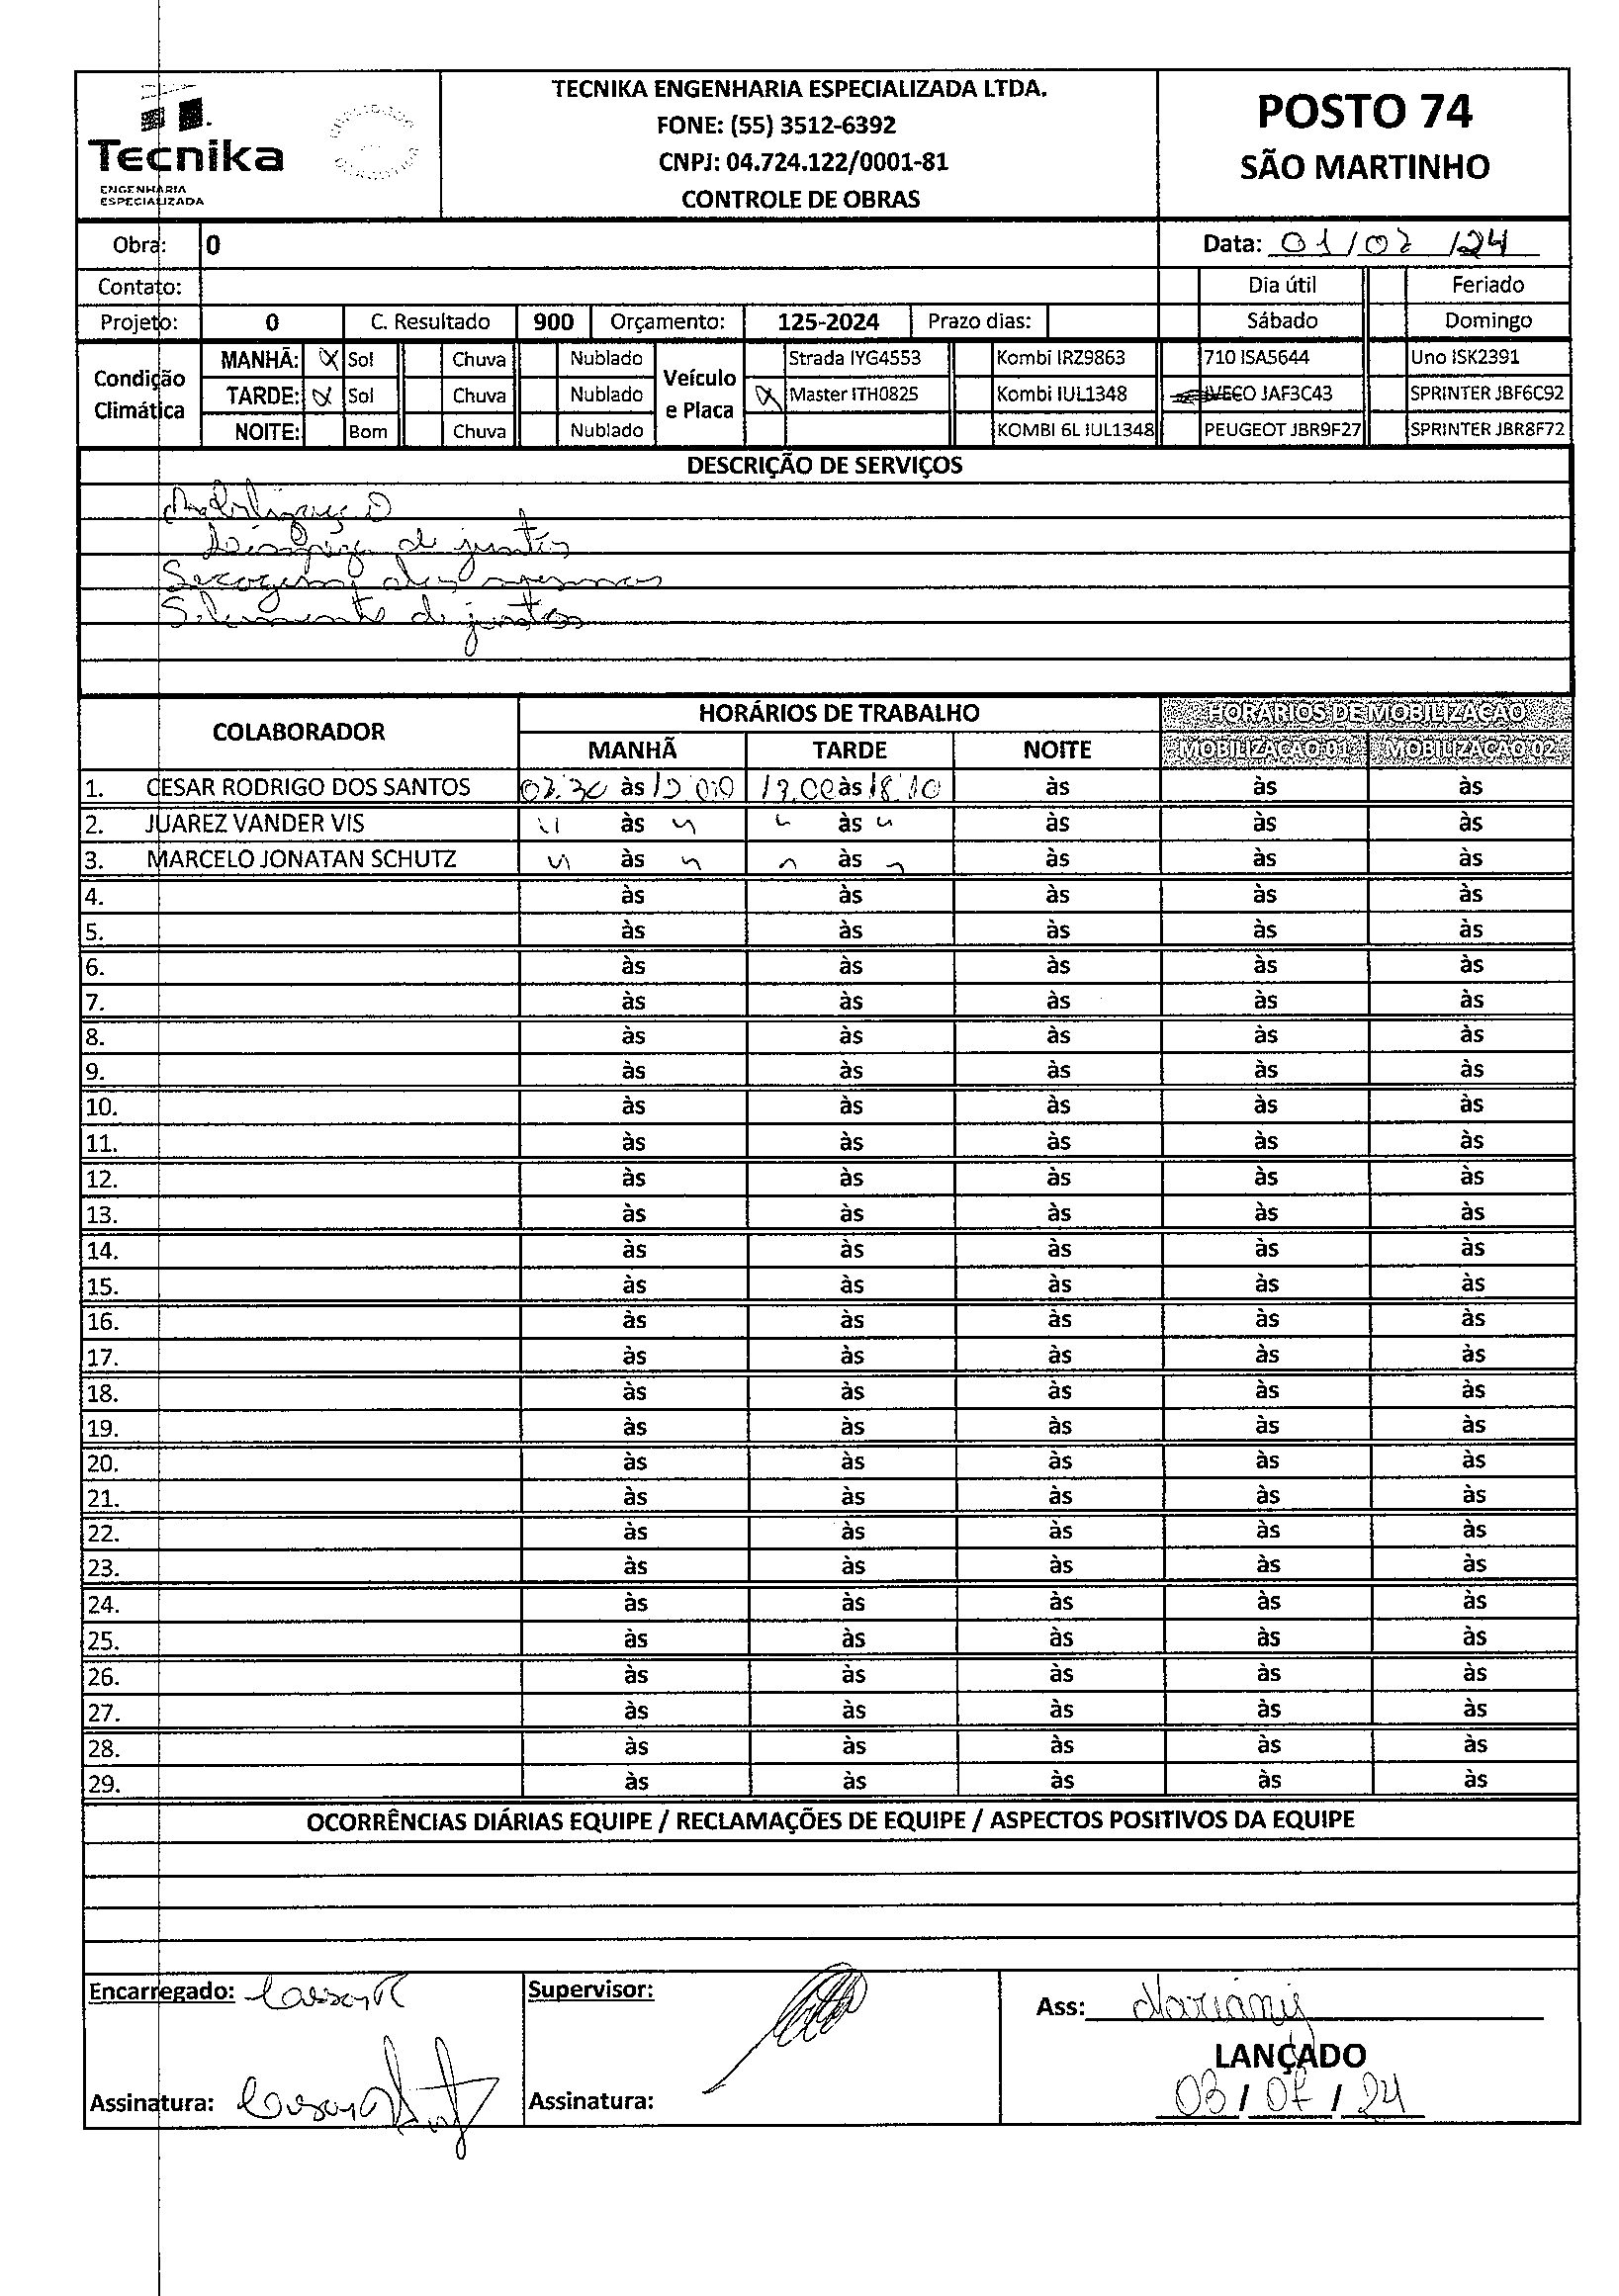 Tecnika
ENGENHARIA
ESPECIALIZADA
TECNIKA ENGENHARIA ESPECIALIZADA LTDA.
FONE: (55) 3512-6392
CNPJ: 04.724.122/0001-81
CONTROLE DE OBRAS
POSTO 74
SÃO MARTINHO
Obra: 0 Data: 01/07/24
Contato: Dia útil Feriado
Projeto: 0 C. Resultado 900 Orçamento: 125-2024 Prazo dias: Sábado Domingo
Condição Climática Veículo e Placa
MANHÃ: X Sol Chuva Nublado Strada IYG4553 Kombi IRZ9863 710 ISA5644 Uno ISK2391
TARDE: X Sol Chuva Nublado X Master ITH0825 Kombi IUL1348 IVECO JAF3C43 SPRINTER JBF6C92
NOITE: Bom Chuva Nublado KOMBI 6L IUL1348 PEUGEOT JBR9F27 SPRINTER JBR8F72
DESCRIÇÃO DE SERVIÇOS
Mobilização
de juntas
Secagem das mesmas
Selamento de juntas
COLABORADOR HORÁRIOS DE TRABALHO HORÁRIOS DE MOBILIZAÇÃO
MANHÃ TARDE NOITE MOBILIZAÇÃO 01 MOBILIZAÇÃO 02
1. CESAR RODRIGO DOS SANTOS 07:30 às 12:00 13:00 às 18:10 às às às
2. JUAREZ VANDER VIS " às " " às " às às às
3. MARCELO JONATAN SCHUTZ " às " " às " às às às
4. às às às às às
5. às às às às às
6. às às às às às
7. às às às às às
8. às às às às às
9. às às às às às
10. às às às às às
11. às às às às às
12. às às às às às
13. às às às às às
14. às às às às às
15. às às às às às
16. às às às às às
17. às às às às às
18. às às às às às
19. às às às às às
20. às às às às às
21. às às às às às
22. às às às às às
23. às às às às às
24. às às às às às
25. às às às às às
26. às às às às às
27. às às às às às
28. às às às às às
29. às às às às às
OCORRÊNCIAS DIÁRIAS EQUIPE / RECLAMAÇÕES DE EQUIPE / ASPECTOS POSITIVOS DA EQUIPE
Encarregado: Supervisor: Ass:
LANÇADO
Assinatura: Assinatura: 03 / 07 / 24